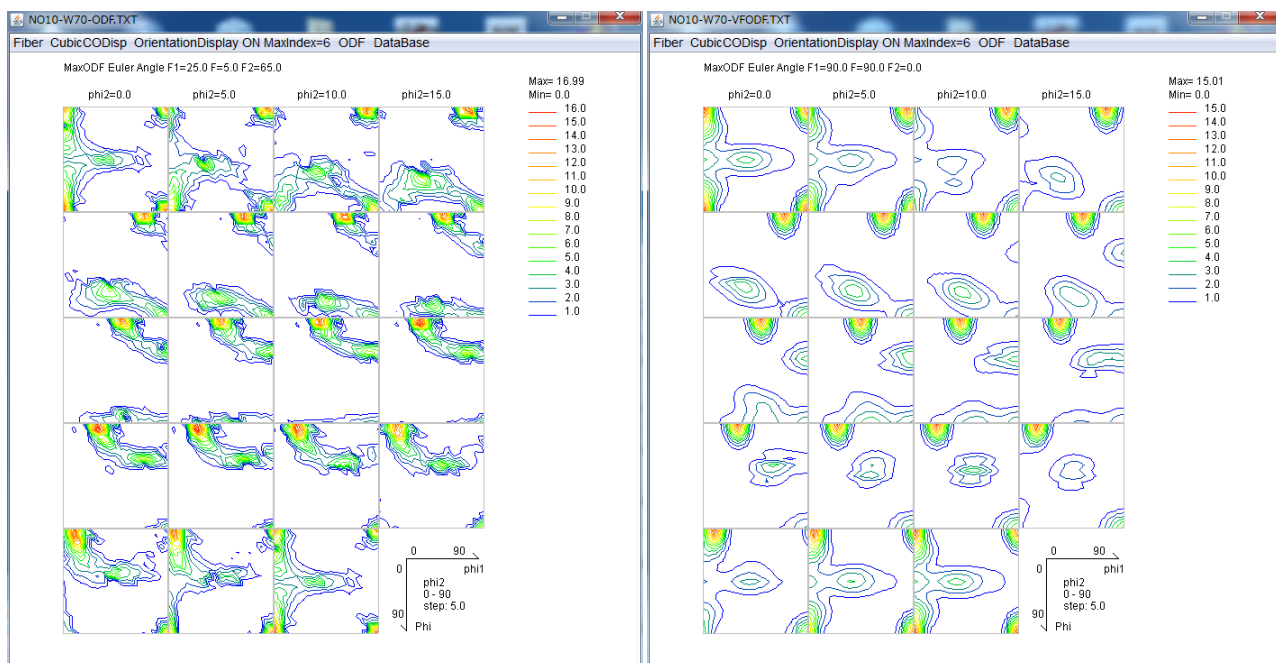 NO10-W70-ODF.TXT
Fiber CubicCODisp OrientationDisplay ON MaxIndex=6 ODF DataBase
MaxODF Euler Angle F1=25.0 F=5.0 F2=65.0
Max= 16.99
Min= 0.0
phi2=0.0 phi2=5.0 phi2=10.0 phi2=15.0
16.0
15.0
14.0
13.0
12.0
11.0
10.0
9.0
8.0
7.0
6.0
5.0
4.0
3.0
2.0
1.0
0 90
0 phi1
phi2
0 - 90
step: 5.0
90
Phi
NO10-W70-VFODF.TXT
Fiber CubicCODisp OrientationDisplay ON MaxIndex=6 ODF DataBase
MaxODF Euler Angle F1=90.0 F=90.0 F2=0.0
Max= 15.01
Min= 0.0
phi2=0.0 phi2=5.0 phi2=10.0 phi2=15.0
15.0
14.0
13.0
12.0
11.0
10.0
9.0
8.0
7.0
6.0
5.0
4.0
3.0
2.0
1.0
0 90
0 phi1
phi2
0 - 90
step: 5.0
90
Phi